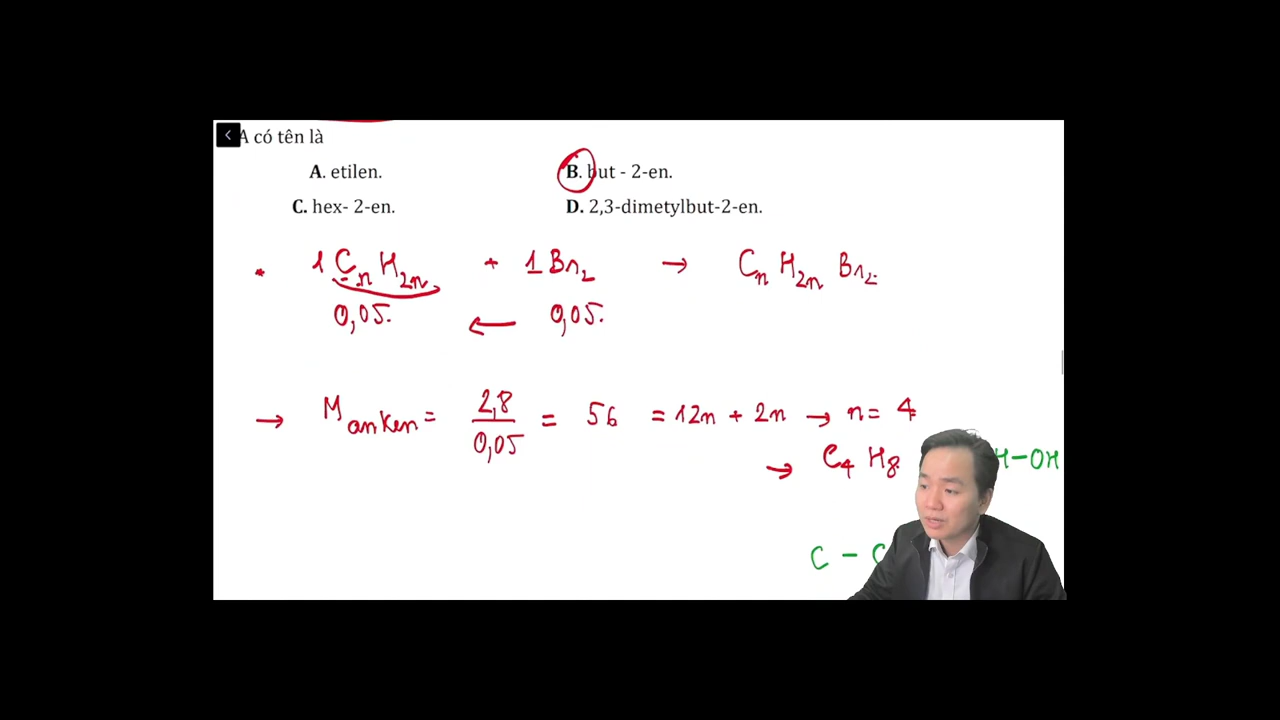 A có tên là
A. etilen. B. but - 2-en.
C. hex- 2-en. D. 2,3-dimetylbut-2-en.
1 CnH2n + 1 Br2 → CnH2nBr2
0,05. ← 0,05.
→ Manken = 2,8/0,05 = 56 = 12n + 2n → n = 4
→ C4H8 H-OH
C - C